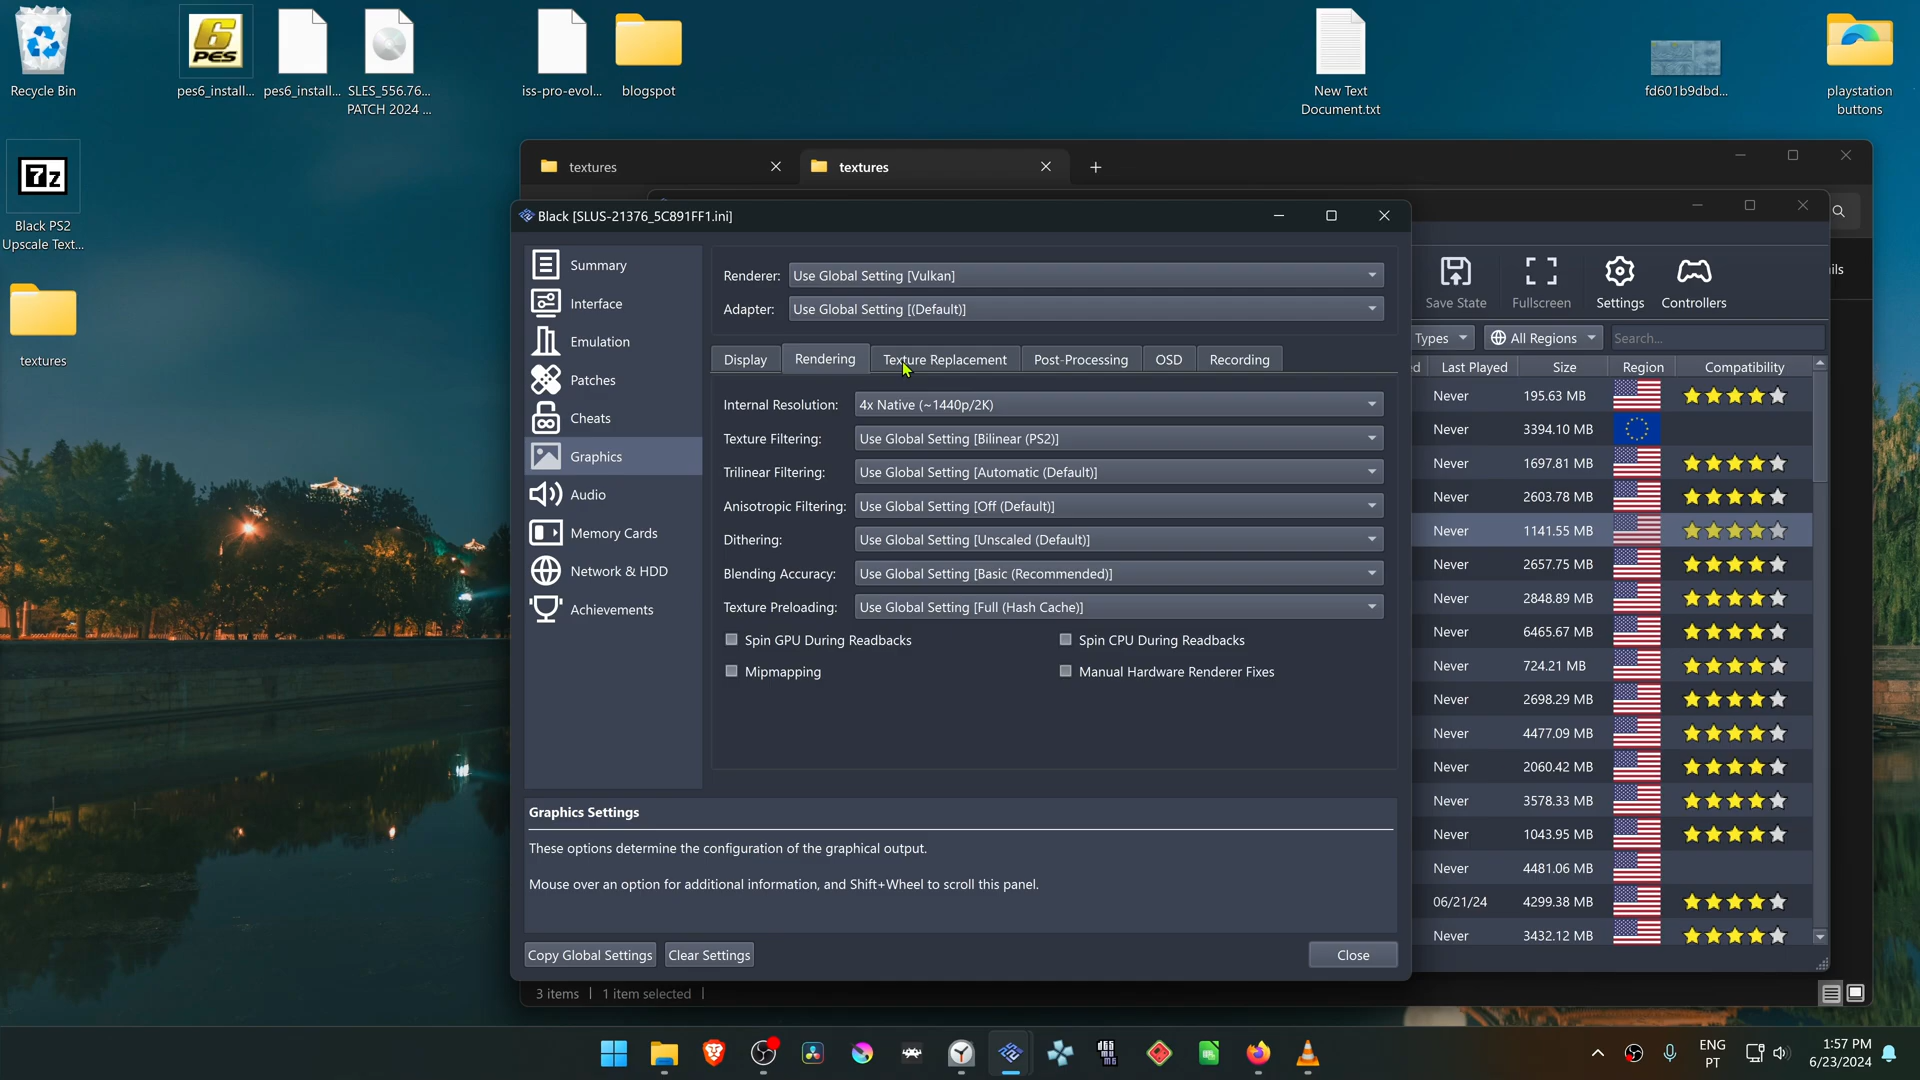 Recycle Bin
pes6_install...
pes6_install...
SLES_556.76...
PATCH 2024 ...
iss-pro-evol...
blogspot
New Text
Document.txt
fd601b9dbd...
playstation
buttons
6
PES
7z
Black PS2
Upscale Text...
textures
textures
textures
Black [SLUS-21376_5C891FF1.ini]
Summary
Interface
Emulation
Patches
Cheats
Graphics
Audio
Memory Cards
Network & HDD
Achievements
Renderer: Use Global Setting [Vulkan]
Adapter: Use Global Setting [(Default)]
Display
Rendering
Texture Replacement
Post-Processing
OSD
Recording
Internal Resolution: 4x Native (~1440p/2K)
Texture Filtering: Use Global Setting [Bilinear (PS2)]
Trilinear Filtering: Use Global Setting [Automatic (Default)]
Anisotropic Filtering: Use Global Setting [Off (Default)]
Dithering: Use Global Setting [Unscaled (Default)]
Blending Accuracy: Use Global Setting [Basic (Recommended)]
Texture Preloading: Use Global Setting [Full (Hash Cache)]
Spin GPU During Readbacks
Spin CPU During Readbacks
Mipmapping
Manual Hardware Renderer Fixes
Graphics Settings
These options determine the configuration of the graphical output.
Mouse over an option for additional information, and Shift+Wheel to scroll this panel.
Copy Global Settings
Clear Settings
Close
Save State
Fullscreen
Settings
Controllers
Types
All Regions
Search...
Last Played Size Region Compatibility
Never 195.63 MB
Never 3394.10 MB
Never 1697.81 MB
Never 2603.78 MB
Never 1141.55 MB
Never 2657.75 MB
Never 2848.89 MB
Never 6465.67 MB
Never 724.21 MB
Never 2698.29 MB
Never 4477.09 MB
Never 2060.42 MB
Never 3578.33 MB
Never 1043.95 MB
Never 4481.06 MB
06/21/24 4299.38 MB
Never 3432.12 MB
3 items
1 item selected
ENG
PT
1:57 PM
6/23/2024